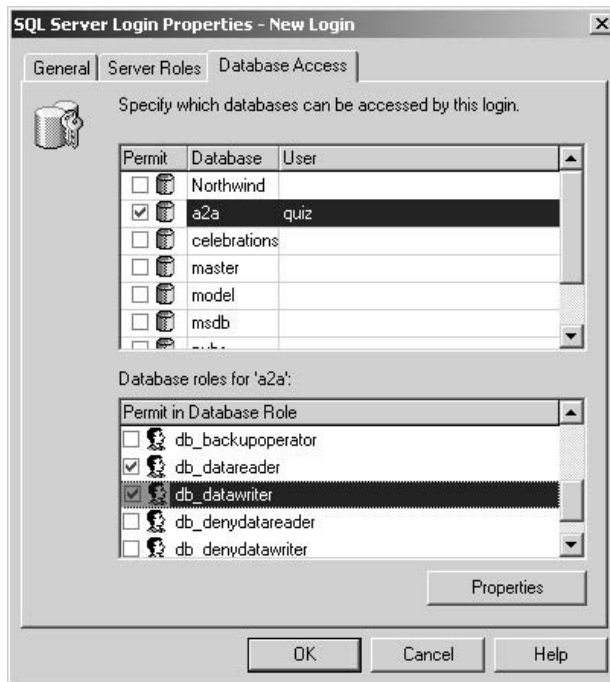 SQL Server Login Properties - New Login
General Server Roles Database Access
Specify which databases can be accessed by this login.
Permit Database User
Northwind
a2a quiz
celebrations
master
model
msdb
Database roles for 'a2a':
Permit in Database Role
db_backupoperator
db_datareader
db_datawriter
db_denydatareader
db_denydatawriter
Properties
OK Cancel Help